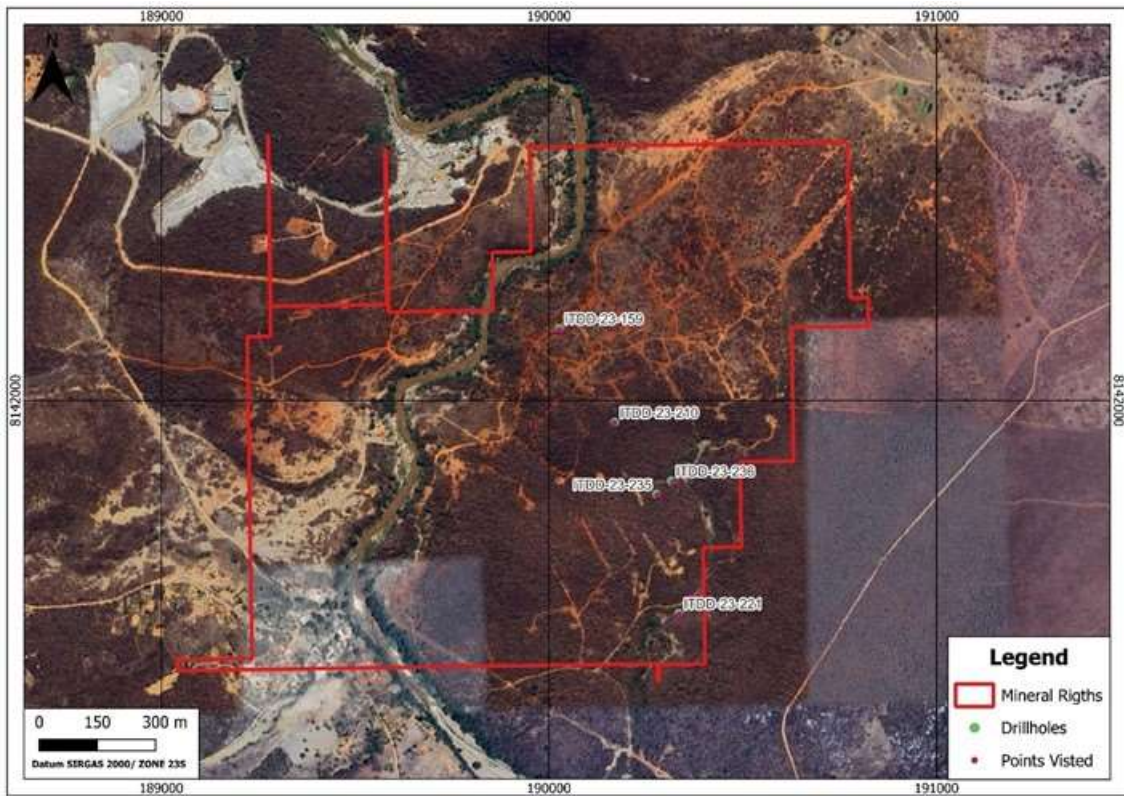 189000 190000 191000
N
ITDD-23-159
8142000 8142000
ITDD-23-210
ITDD-23-236
ITDD-23-235
ITDD-23-221
Legend
Mineral Rigths
Drillholes
Points Visted
0 150 300 m
Datum SIRGAS 2000/ ZONE 23S
189000 190000 191000